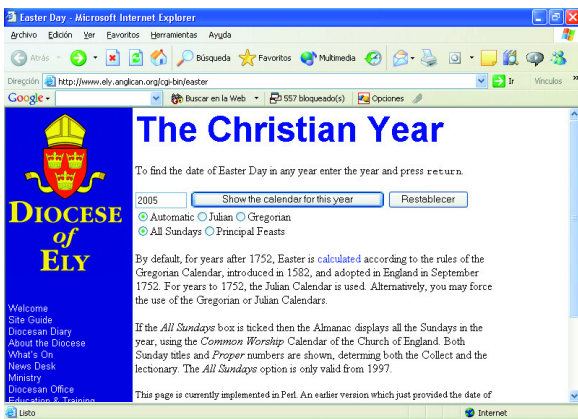 Easter Day - Microsoft Internet Explorer
Archivo Edición Ver Favoritos Herramientas Ayuda
Atrás Búsqueda Favoritos Multimedia
Dirección http://www.ely.anglican.org/cgi-bin/easter Ir Vínculos »
Google Buscar en la Web 557 bloqueado(s) Opciones
The Christian Year
To find the date of Easter Day in any year enter the year and press return.
2005 Show the calendar for this year Restablecer
Automatic Julian Gregorian
All Sundays Principal Feasts
DIOCESE
of
ELY
By default, for years after 1752, Easter is calculated according to the rules of the
Gregorian Calendar, introduced in 1582, and adopted in England in September
1752. For years to 1752, the Julian Calendar is used. Alternatively, you may force
the use of the Gregorian or Julian Calendars.
If the All Sundays box is ticked then the Almanac displays all the Sundays in the
year, using the Common Worship Calendar of the Church of England. Both
Sunday titles and Proper numbers are shown, determing both the Collect and the
lectionary. The All Sundays option is only valid from 1997.
This page is currently implemented in Perl. An earlier version which just provided the date of
Welcome
Site Guide
Diocesan Diary
About the Diocese
What's On
News Desk
Ministry
Diocesan Office
Education & Training
Listo Internet